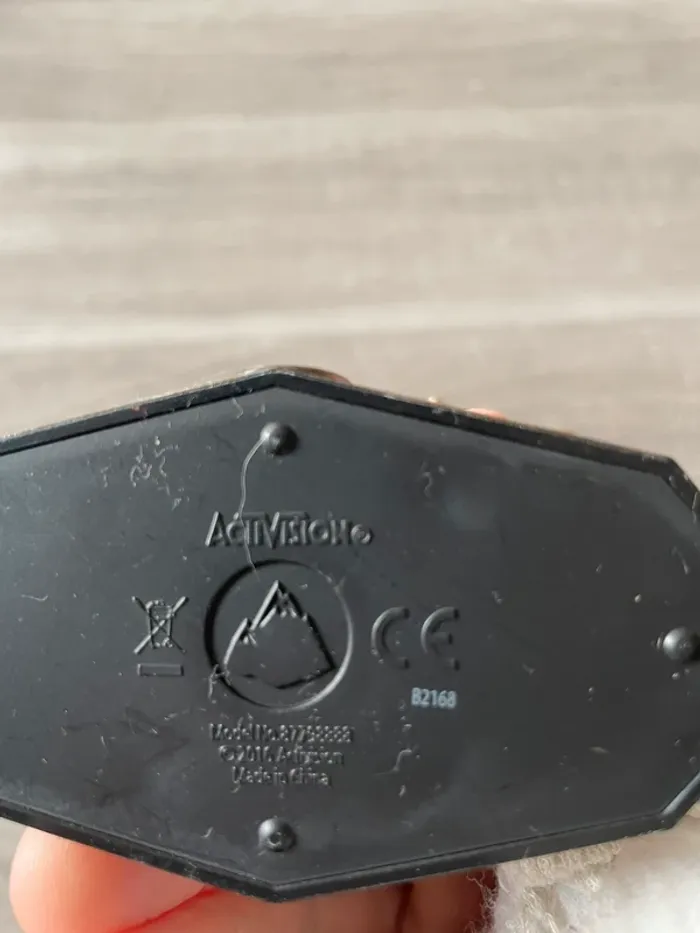 ACTIVISION
CE
B2168
Model No.87758888
©2016 Activision
Made in China